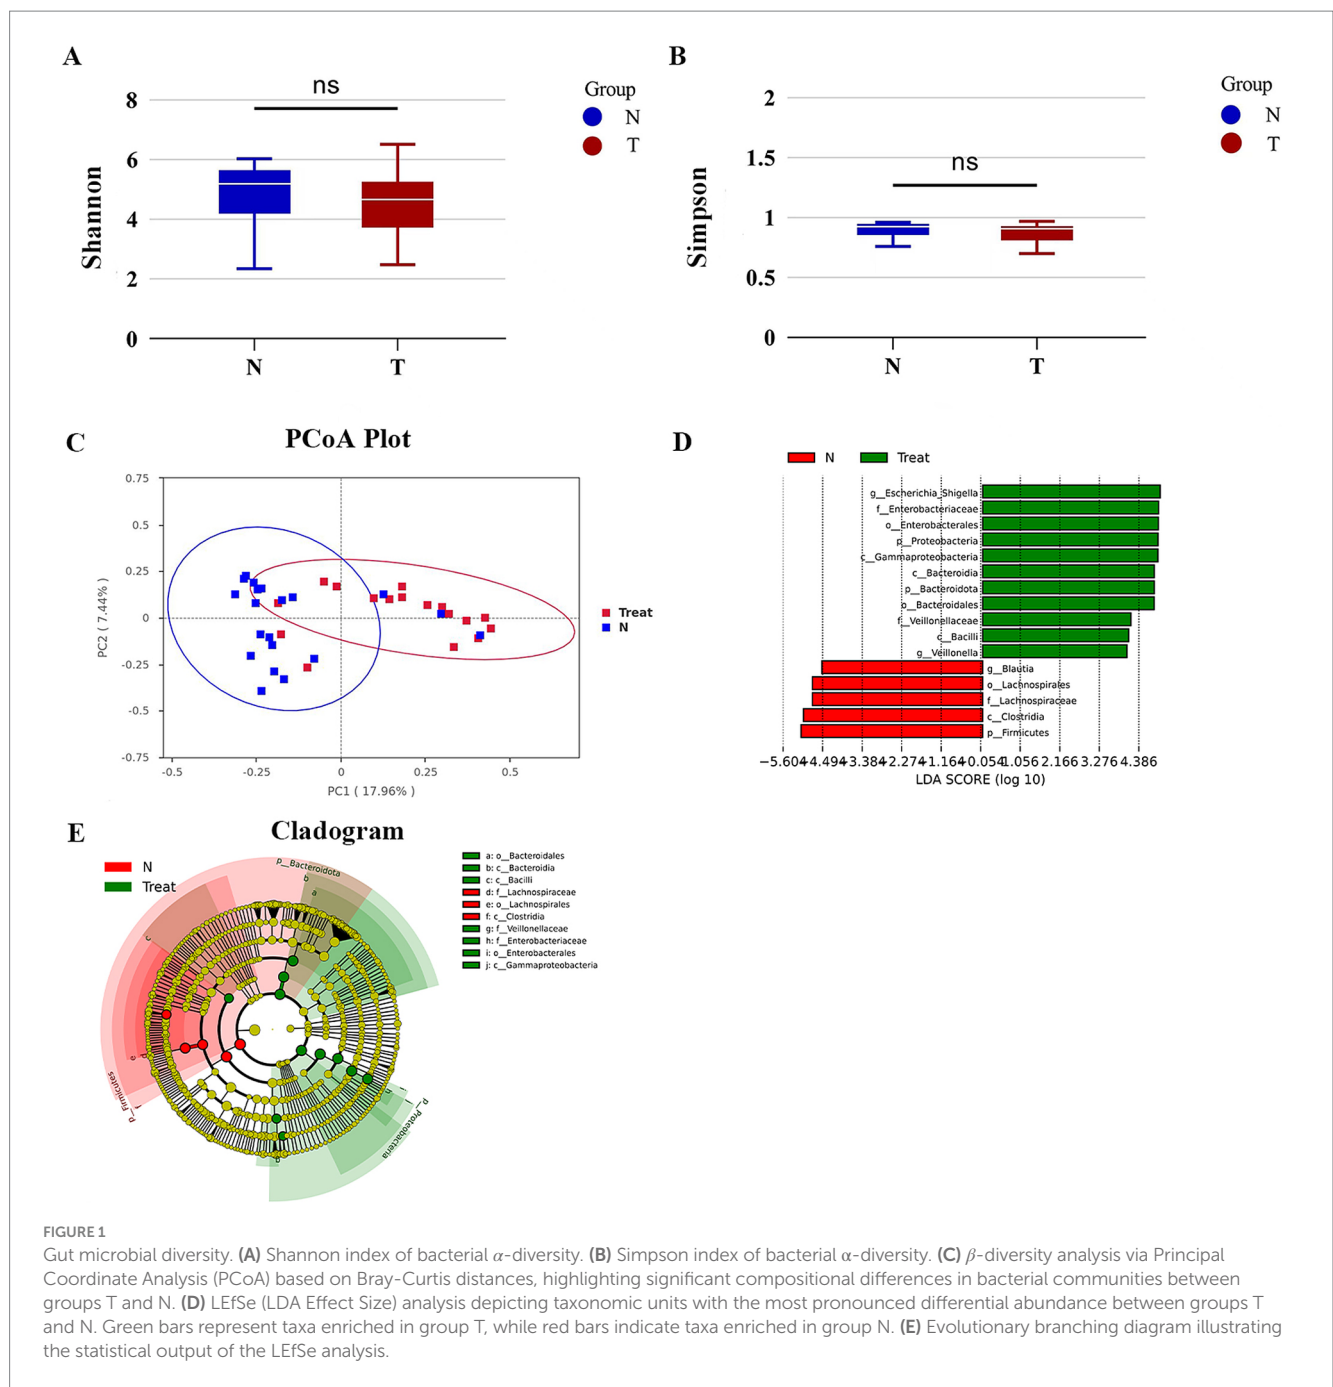 A
ns
8
6
4
2
0
Shannon
N
T
Group
N
T
B
ns
2
1.5
1
0.5
0
Simpson
N
T
Group
N
T
C
PCoA Plot
0.75
0.5
0.25
0
-0.25
-0.5
-0.75
PC2 ( 7.44% )
-0.5
-0.25
0
0.25
0.5
PC1 ( 17.96% )
Treat
N
D
N
Treat
g__Escherichia_Shigella
f__Enterobacteriaceae
o__Enterobacterales
p__Proteobacteria
c__Gammaproteobacteria
c__Bacteroidia
p__Bacteroidota
o__Bacteroidales
f__Veillonellaceae
c__Bacilli
g__Veillonella
g__Blautia
o__Lachnospirales
f__Lachnospiraceae
c__Clostridia
p__Firmicutes
−5.604−4.494−3.384−2.274−1.164−0.0541.056 2.166 3.276 4.386
LDA SCORE (log 10)
E
Cladogram
N
Treat
p__Bacteroidota
b
a
c
e
d
f
p__Firmicutes
g
h
i
j
p__Proteobacteria
a: o__Bacteroidales
b: c__Bacteroidia
c: c__Bacilli
d: f__Lachnospiraceae
e: o__Lachnospirales
f: c__Clostridia
g: f__Veillonellaceae
h: f__Enterobacteriaceae
i: o__Enterobacterales
j: c__Gammaproteobacteria
FIGURE 1
Gut microbial diversity. (A) Shannon index of bacterial α-diversity. (B) Simpson index of bacterial α-diversity. (C) β-diversity analysis via Principal
Coordinate Analysis (PCoA) based on Bray-Curtis distances, highlighting significant compositional differences in bacterial communities between
groups T and N. (D) LEfSe (LDA Effect Size) analysis depicting taxonomic units with the most pronounced differential abundance between groups T
and N. Green bars represent taxa enriched in group T, while red bars indicate taxa enriched in group N. (E) Evolutionary branching diagram illustrating
the statistical output of the LEfSe analysis.